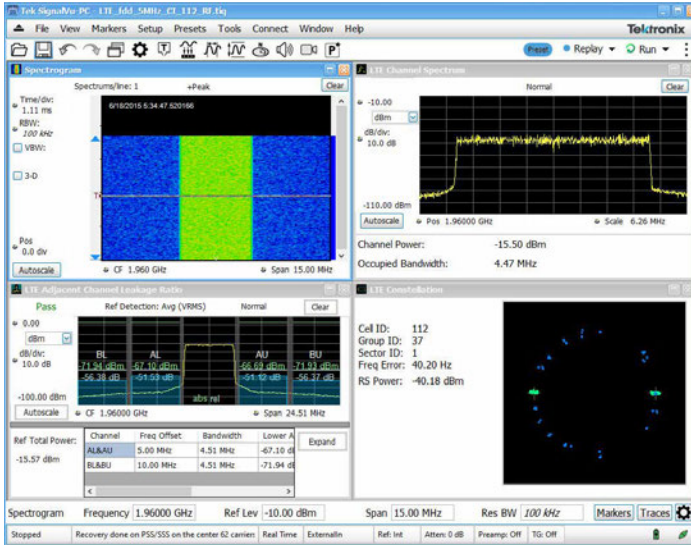 Tek SignalVu-PC - LTE_fdd_5MHz_CI_112_RF.tiq
File View Markers Setup Presets Tools Connect Window Help
Tektronix
Preset Replay Run
Spectrogram
Spectrums/line: 1 +Peak Clear
Time/div:
1.11 ms
RBW:
100 kHz
VBW:
3-D
Pos
0.0 div
Autoscale
6/18/2015 5:34:47.520166
T
CF 1.960 GHz Span 15.00 MHz
LTE Channel Spectrum
Normal Clear
-10.00
dBm
dB/div:
10.0 dB
-110.00 dBm
Autoscale Pos 1.96000 GHz Scale 6.26 MHz
Channel Power: -15.50 dBm
Occupied Bandwidth: 4.47 MHz
LTE Adjacent Channel Leakage Ratio
Pass Ref Detection: Avg (VRMS) Normal Clear
0.00
dBm
dB/div:
10.0 dB
-100.00 dBm
BL AL AU BU
-71.94 dBm -67.10 dBm -66.69 dBm -71.93 dBm
-56.38 dB -51.53 dB -51.13 dB -56.37 dB
abs rel
Autoscale CF 1.96000 GHz Span 24.51 MHz
Ref Total Power:
-15.57 dBm
Channel Freq Offset Bandwidth Lower A
AL&AU 5.00 MHz 4.51 MHz -67.10 dB
BL&BU 10.00 MHz 4.51 MHz -71.94 dB
Expand
LTE Constellation
Cell ID: 112
Group ID: 37
Sector ID: 1
Freq Error: 40.20 Hz
RS Power: -40.18 dBm
Spectrogram Frequency 1.96000 GHz Ref Lev -10.00 dBm Span 15.00 MHz Res BW 100 kHz Markers Traces
Stopped Recovery done on PSS/SSS on the center 62 carriers Real Time ExternalIn Ref: Int Atten: 0 dB Preamp: Off TG: Off